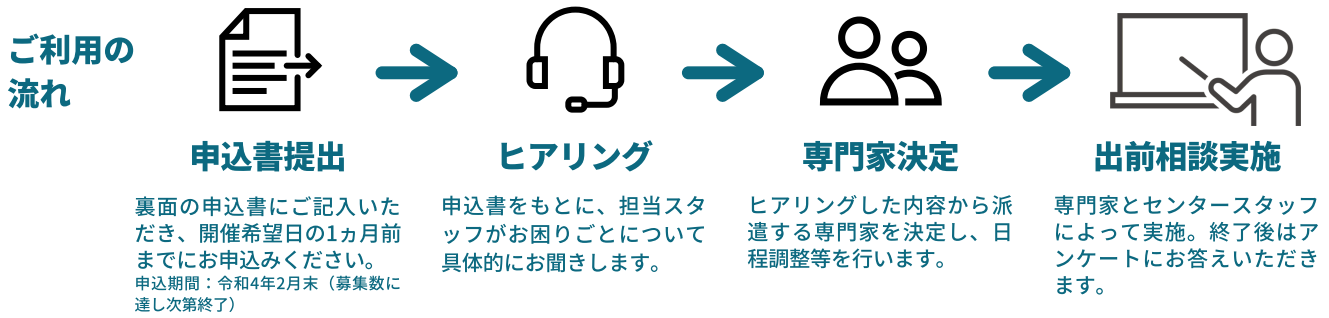 ご利用の
流れ
申込書提出
裏面の申込書にご記入いた
だき、開催希望日の1ヵ月前
までにお申込みください。
申込期間：令和4年2月末（募集数に
達し次第終了）
ヒアリング
申込書をもとに、担当スタ
ッフがお困りごとについて
具体的にお聞きします。
専門家決定
ヒアリングした内容から派
遣する専門家を決定し、日
程調整等を行います。
出前相談実施
専門家とセンタースタッフ
によって実施。終了後はア
ンケートにお答えいただき
ます。